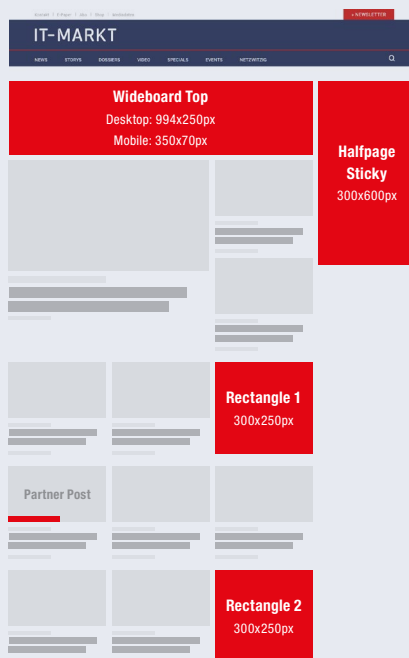 + NEWSLETTER
IT-MARKT
NEWS STORYS DOSSIERS VIDEO SPECIALS EVENTS NETZWITZIG
Wideboard Top
Desktop: 994x250px
Mobile: 350x70px
Halfpage
Sticky
300x600px
Rectangle 1
300x250px
Partner Post
Rectangle 2
300x250px